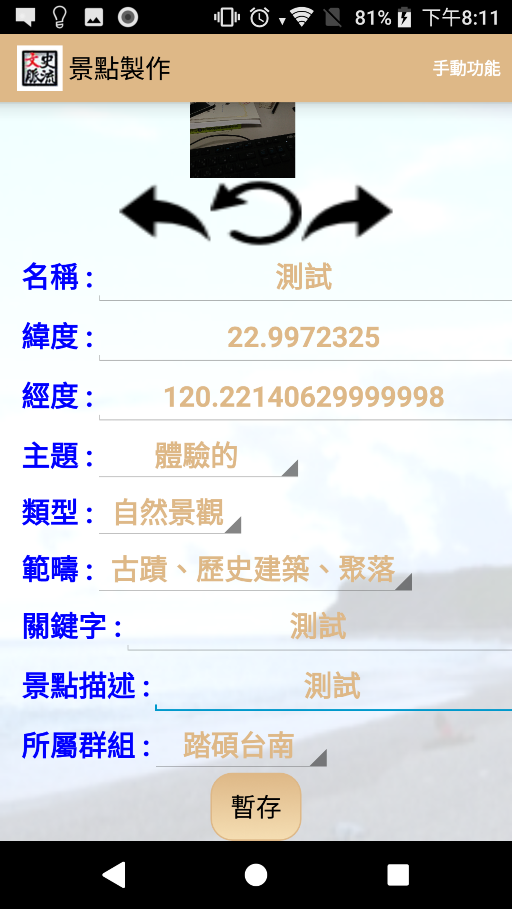 81% 下午8:11
文史脈流 景點製作 手動功能
名稱 : 測試
緯度 : 22.9972325
經度 : 120.22140629999998
主題 : 體驗的
類型 : 自然景觀
範疇 : 古蹟、歷史建築、聚落
關鍵字 : 測試
景點描述 : 測試
所屬群組 : 踏碩台南
暫存